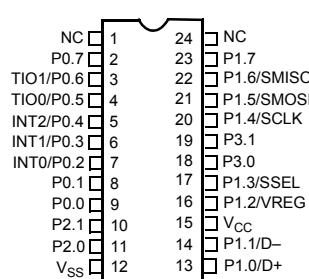 NC 1 24 NC
P0.7 2 23 P1.7
TIO1/P0.6 3 22 P1.6/SMISO
TIO0/P0.5 4 21 P1.5/SMOSI
INT2/P0.4 5 20 P1.4/SCLK
INT1/P0.3 6 19 P3.1
INT0/P0.2 7 18 P3.0
P0.1 8 17 P1.3/SSEL
P0.0 9 16 P1.2/VREG
P2.1 10 15 VCC
P2.0 11 14 P1.1/D–
VSS 12 13 P1.0/D+